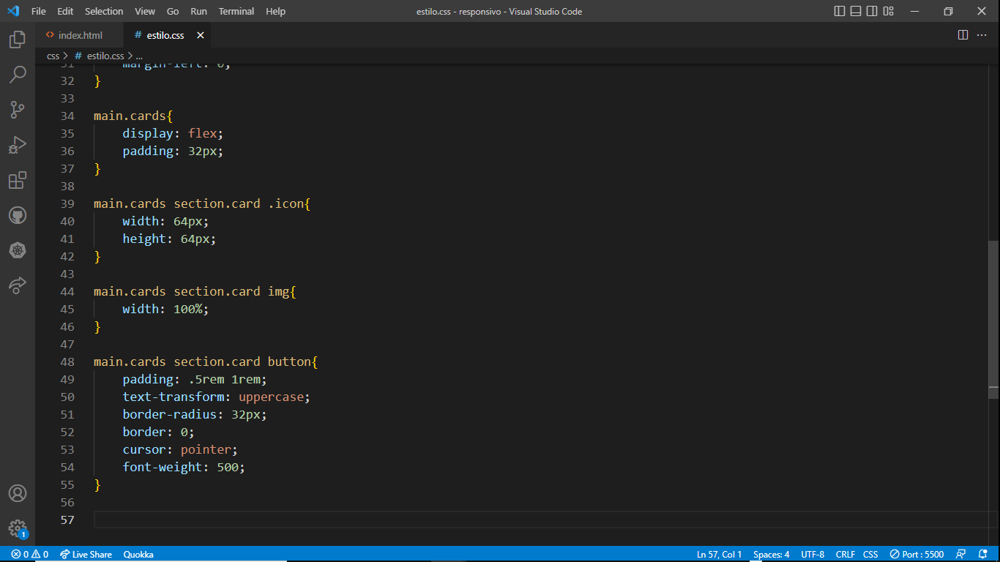 File Edit Selection View Go Run Terminal Help estilo.css - responsivo - Visual Studio Code
<> index.html # estilo.css
css > # estilo.css > ...
31     margin-left: 0;
32 }
33
34 main.cards{
35     display: flex;
36     padding: 32px;
37 }
38
39 main.cards section.card .icon{
40     width: 64px;
41     height: 64px;
42 }
43
44 main.cards section.card img{
45     width: 100%;
46 }
47
48 main.cards section.card button{
49     padding: .5rem 1rem;
50     text-transform: uppercase;
51     border-radius: 32px;
52     border: 0;
53     cursor: pointer;
54     font-weight: 500;
55 }
56
57
1
0 0 Live Share Quokka Ln 57, Col 1 Spaces: 4 UTF-8 CRLF CSS Port : 5500